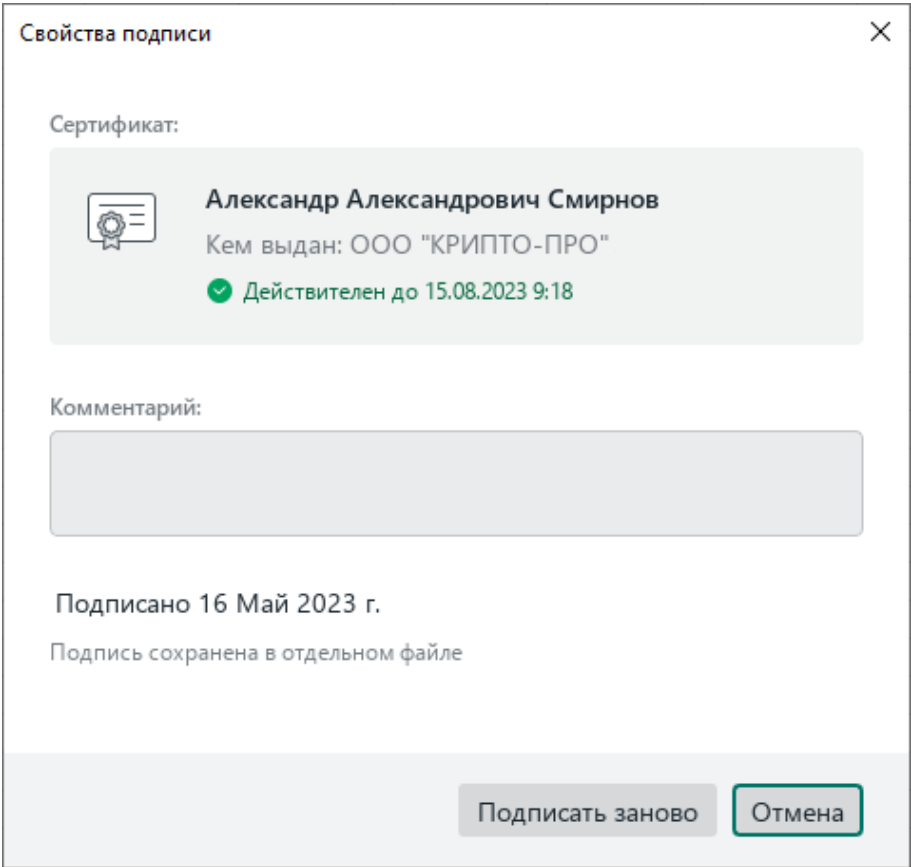 Свойства подписи
Сертификат:
Александр Александрович Смирнов
Кем выдан: ООО "КРИПТО-ПРО"
Действителен до 15.08.2023 9:18
Комментарий:
Подписано 16 Май 2023 г.
Подпись сохранена в отдельном файле
Подписать заново
Отмена